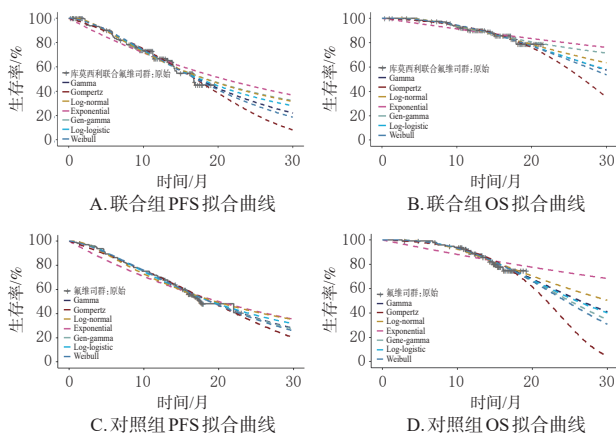 100
80
60
40
20
0
生存率/%
库莫西利联合氟维司群:原始
Gamma
Gompertz
Log-normal
Exponential
Gen-gamma
Log-logistic
Weibull
0 10 20 30
时间/月
A.联合组PFS拟合曲线
100
80
60
40
20
0
生存率/%
库莫西利联合氟维司群:原始
Gamma
Gompertz
Log-normal
Exponential
Gen-gamma
Log-logistic
Weibull
0 10 20 30
时间/月
B.联合组OS拟合曲线
100
80
60
40
20
0
生存率/%
氟维司群:原始
Gamma
Gompertz
Log-normal
Exponential
Gen-gamma
Log-logistic
Weibull
0 10 20 30
时间/月
C.对照组PFS拟合曲线
100
80
60
40
20
0
生存率/%
氟维司群:原始
Gamma
Gompertz
Log-normal
Exponential
Gene-gamma
Log-logistic
Weibull
0 10 20 30
时间/月
D.对照组OS拟合曲线